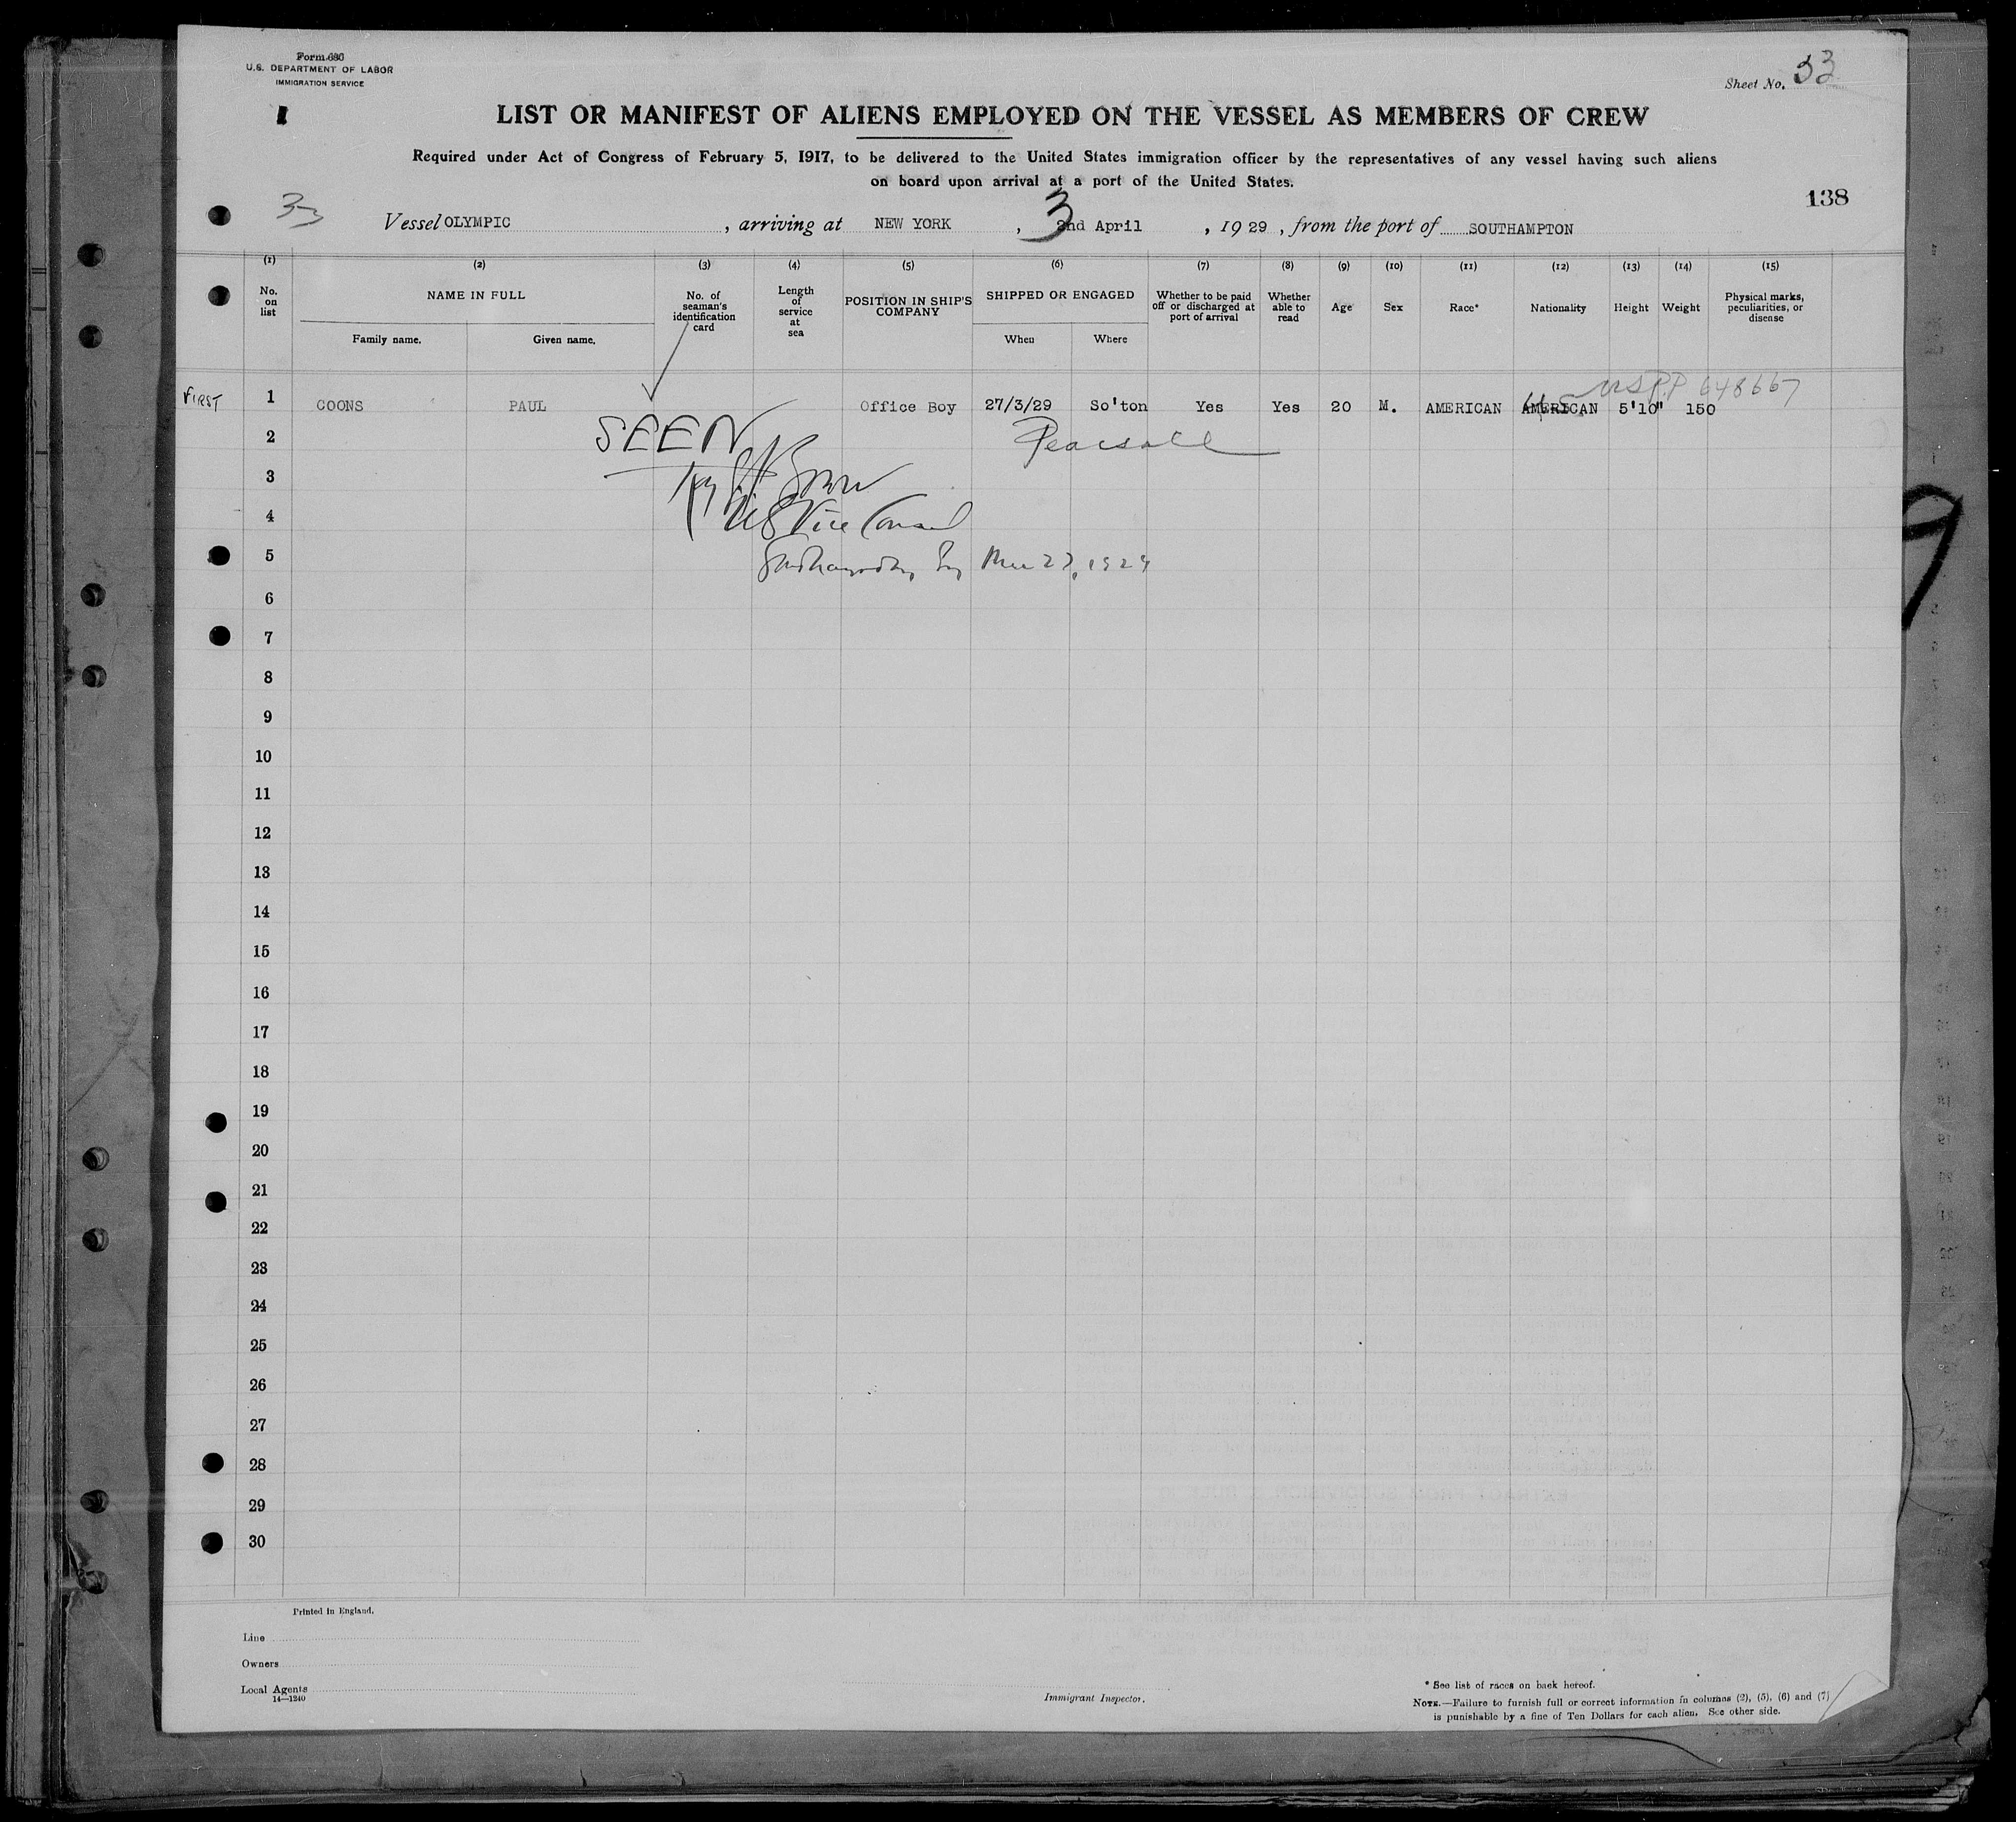 Form 680
U.S. DEPARTMENT OF LABOR
IMMIGRATION SERVICE
Sheet No. 33
LIST OR MANIFEST OF ALIENS EMPLOYED ON THE VESSEL AS MEMBERS OF CREW
Required under Act of Congress of February 5, 1917, to be delivered to the United States immigration officer by the representatives of any vessel having such aliens
on board upon arrival at a port of the United States.
138
33
Vessel OLYMPIC, arriving at NEW YORK, 3 2nd April, 1929, from the port of SOUTHAMPTON
(1) (2) (3) (4) (5) (6) (7) (8) (9) (10) (11) (12) (13) (14) (15)
No. on list
NAME IN FULL
Family name. Given name.
No. of seaman's identification card
Length of service at sea
POSITION IN SHIP'S COMPANY
SHIPPED OR ENGAGED
When Where
Whether to be paid off or discharged at port of arrival
Whether able to read
Age
Sex
Race*
Nationality
Height
Weight
Physical marks, peculiarities, or disease
USPP 648667
FIRST 1 COONS PAUL Office Boy 27/3/29 So'ton Yes Yes 20 M. AMERICAN AMERICAN US 5'10" 150
2
SEEN
Pearsall
3
4
US Vice Consul
5
1929
6
7
8
9
10
11
12
13
14
15
16
17
18
19
20
21
22
23
24
25
26
27
28
29
30
Printed in England.
Line
Owners
Local Agents
14—1240
Immigrant Inspector.
* See list of races on back hereof.
NOTE.—Failure to furnish full or correct information in columns (2), (5), (6) and (7)
is punishable by a fine of Ten Dollars for each alien. See other side.
9